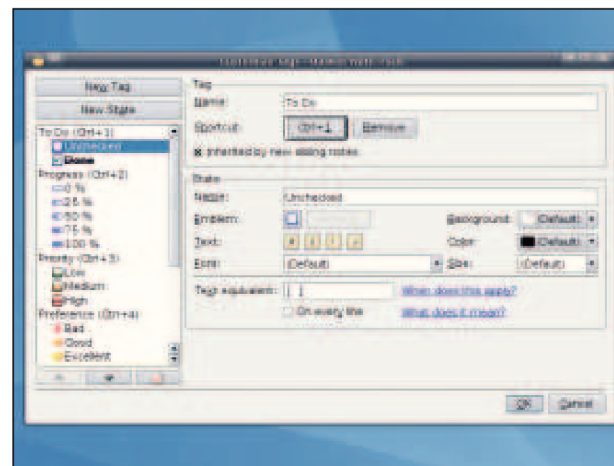 New Tag
New State
To Do (Ctrl+1)
Unchecked
Done
Progress (Ctrl+2)
0 %
25 %
50 %
75 %
100 %
Priority (Ctrl+3)
Low
Medium
High
Preference (Ctrl+4)
Bad
Good
Excellent
Tag
Name: To Do
Shortcut: Ctrl+1 Remove
Inherited by new sibling notes
State
Name: Unchecked
Emblem: Background: (Default)
Text: Color: (Default)
Font: (Default) Size: (Default)
Text equivalent: [ ] When does this apply?
On every line What does it mean?
OK Cancel